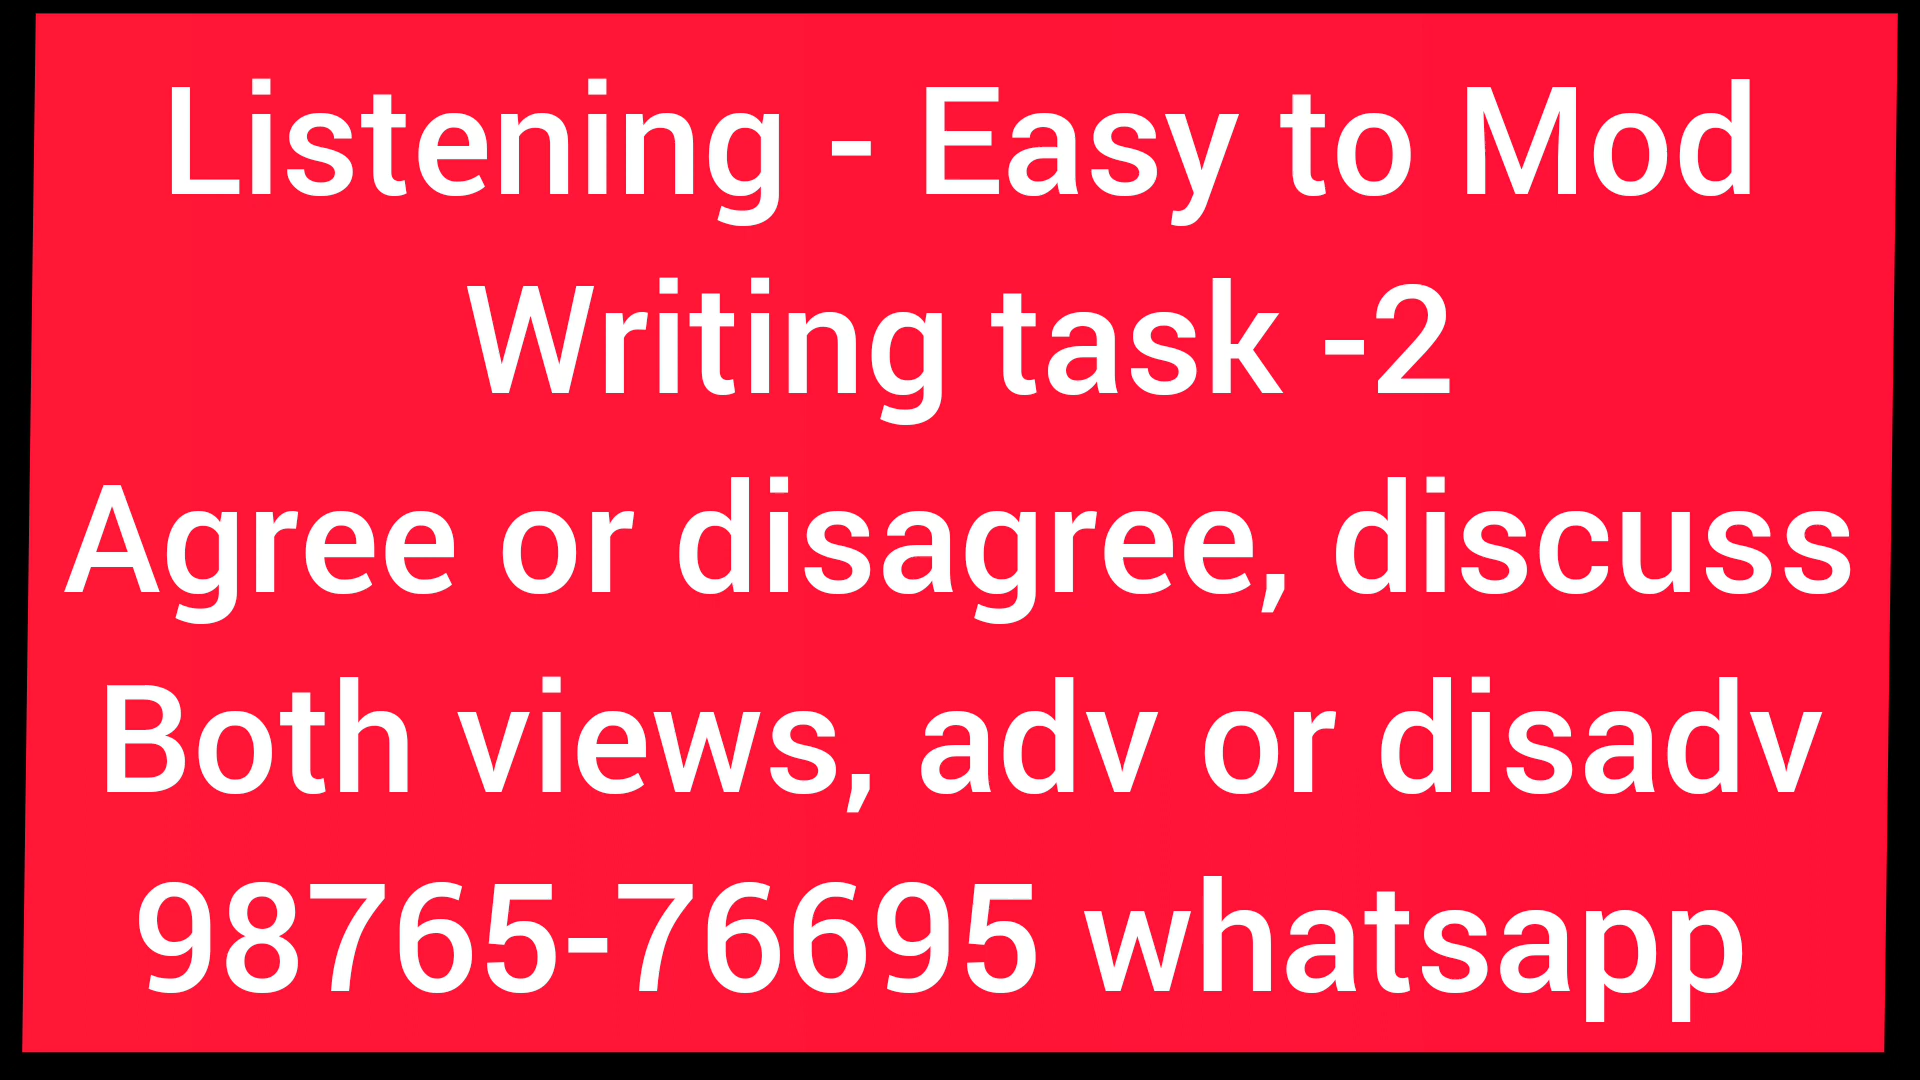 Listening - Easy to Mod
Writing task -2
Agree or disagree, discuss
Both views, adv or disadv
98765-76695 whatsapp